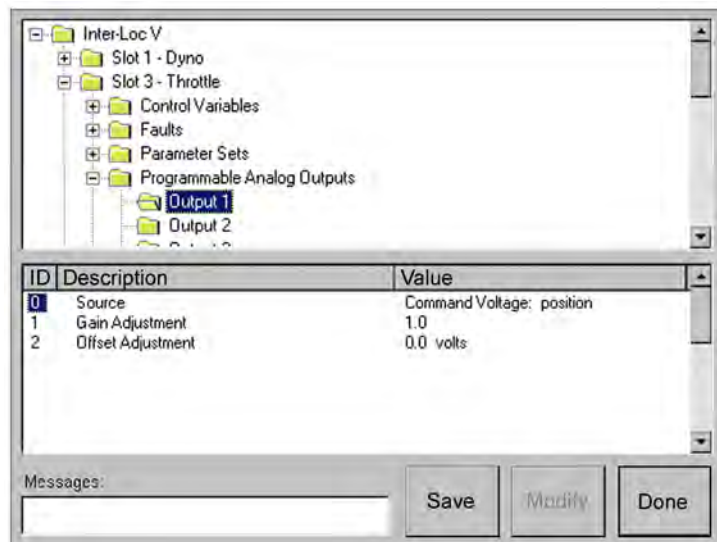 Inter-Loc V
Slot 1 - Dyno
Slot 3 - Throttle
Control Variables
Faults
Parameter Sets
Programmable Analog Outputs
Output 1
Output 2
ID Description Value
0 Source Command Voltage: position
1 Gain Adjustment 1.0
2 Offset Adjustment 0.0 volts
Messages:
Save Modify Done